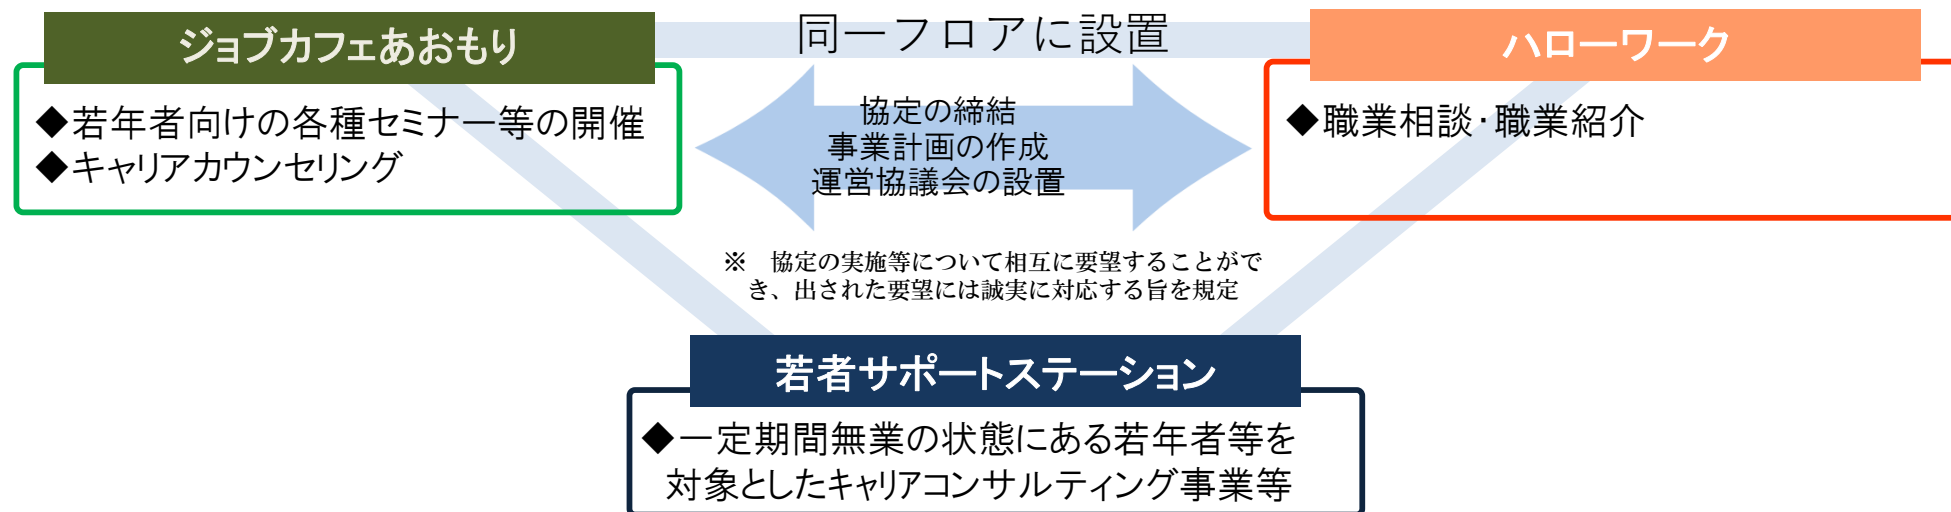 同一フロアに設置
ジョブカフェあおもり
◆若年者向けの各種セミナー等の開催
◆キャリアカウンセリング
協定の締結
事業計画の作成
運営協議会の設置
ハローワーク
◆職業相談・職業紹介
※　協定の実施等について相互に要望することがで
き、出された要望には誠実に対応する旨を規定
若者サポートステーション
◆一定期間無業の状態にある若年者等を
対象としたキャリアコンサルティング事業等